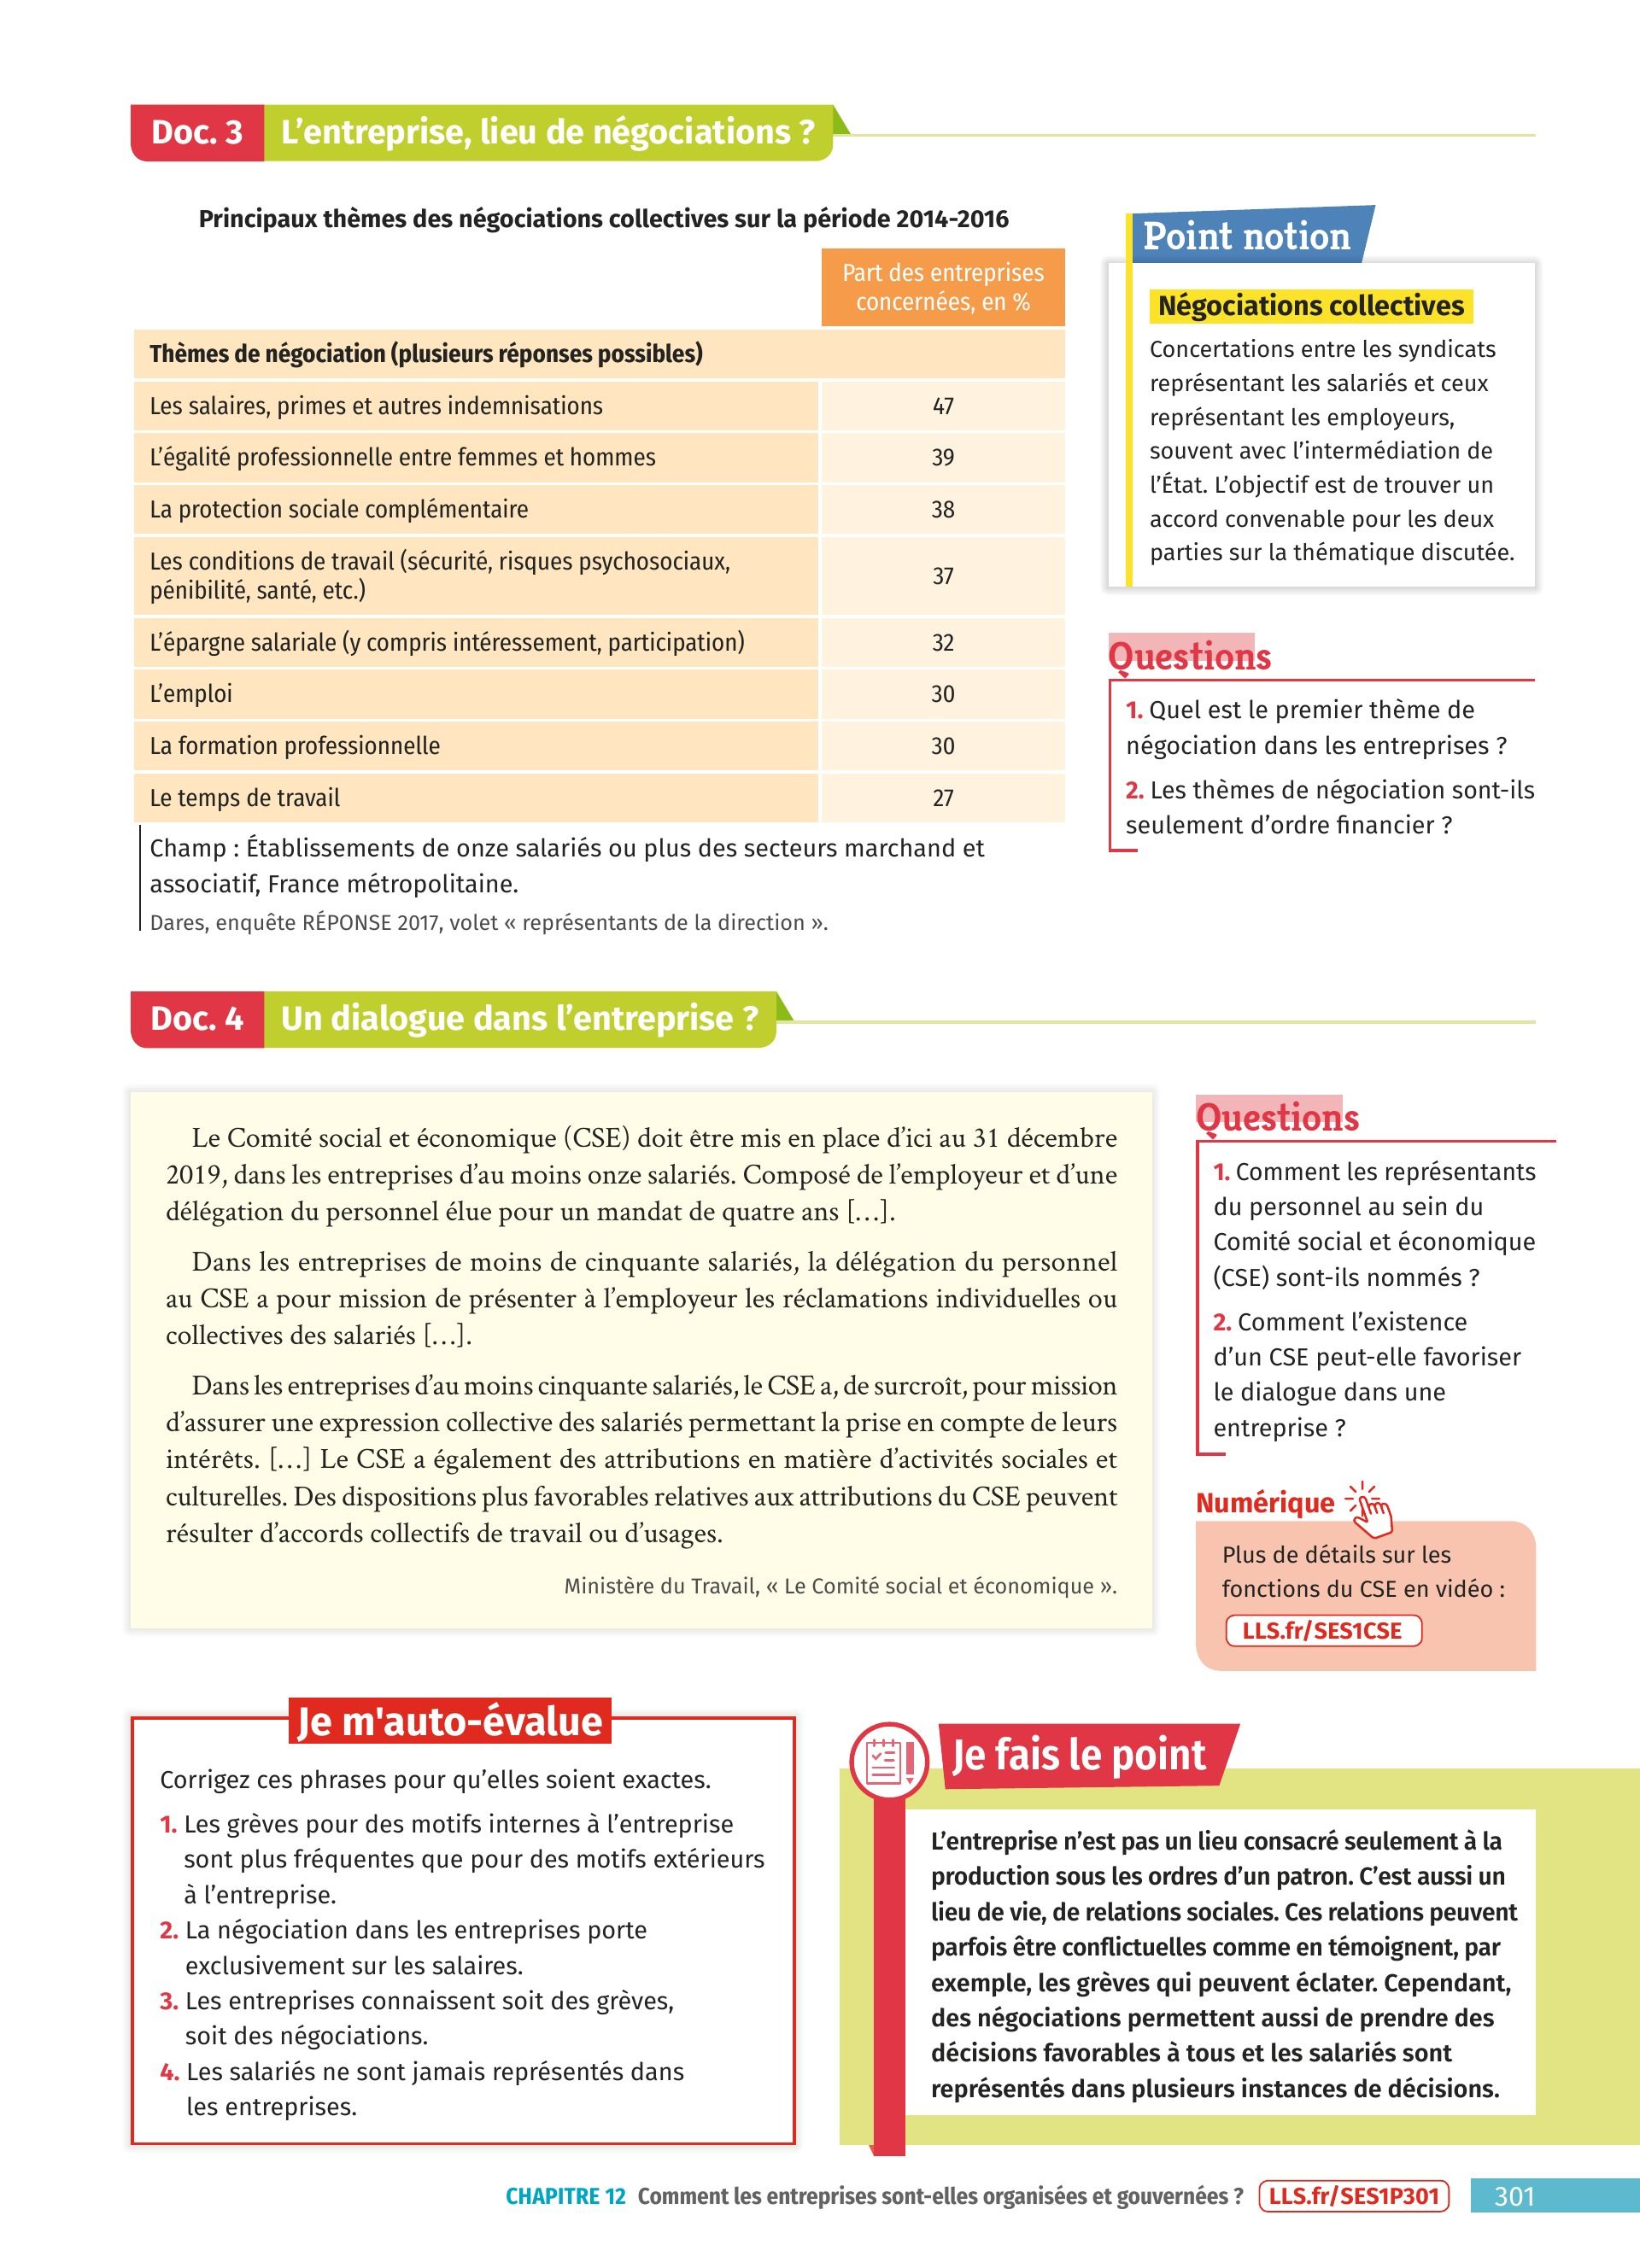 Doc. 3 L’entreprise, lieu de négociations ?
Principaux thèmes des négociations collectives sur la période 2014-2016
Part des entreprises
concernées, en %
Thèmes de négociation (plusieurs réponses possibles)
Les salaires, primes et autres indemnisations 47
L’égalité professionnelle entre femmes et hommes 39
La protection sociale complémentaire 38
Les conditions de travail (sécurité, risques psychosociaux,
pénibilité, santé, etc.) 37
L’épargne salariale (y compris intéressement, participation) 32
L’emploi 30
La formation professionnelle 30
Le temps de travail 27
Champ : Établissements de onze salariés ou plus des secteurs marchand et
associatif, France métropolitaine.
Dares, enquête RÉPONSE 2017, volet « représentants de la direction ».
Point notion
Négociations collectives
Concertations entre les syndicats
représentant les salariés et ceux
représentant les employeurs,
souvent avec l’intermédiation de
l’État. L’objectif est de trouver un
accord convenable pour les deux
parties sur la thématique discutée.
Questions
1. Quel est le premier thème de
négociation dans les entreprises ?
2. Les thèmes de négociation sont-ils
seulement d’ordre financier ?
Doc. 4 Un dialogue dans l’entreprise ?
Le Comité social et économique (CSE) doit être mis en place d’ici au 31 décembre
2019, dans les entreprises d’au moins onze salariés. Composé de l’employeur et d’une
délégation du personnel élue pour un mandat de quatre ans […].
Dans les entreprises de moins de cinquante salariés, la délégation du personnel
au CSE a pour mission de présenter à l’employeur les réclamations individuelles ou
collectives des salariés […].
Dans les entreprises d’au moins cinquante salariés, le CSE a, de surcroît, pour mission
d’assurer une expression collective des salariés permettant la prise en compte de leurs
intérêts. […] Le CSE a également des attributions en matière d’activités sociales et
culturelles. Des dispositions plus favorables relatives aux attributions du CSE peuvent
résulter d’accords collectifs de travail ou d’usages.
Ministère du Travail, « Le Comité social et économique ».
Questions
1. Comment les représentants
du personnel au sein du
Comité social et économique
(CSE) sont-ils nommés ?
2. Comment l’existence
d’un CSE peut-elle favoriser
le dialogue dans une
entreprise ?
Numérique
Plus de détails sur les
fonctions du CSE en vidéo :
LLS.fr/SES1CSE
Je m'auto-évalue
Corrigez ces phrases pour qu’elles soient exactes.
1. Les grèves pour des motifs internes à l’entreprise
sont plus fréquentes que pour des motifs extérieurs
à l’entreprise.
2. La négociation dans les entreprises porte
exclusivement sur les salaires.
3. Les entreprises connaissent soit des grèves,
soit des négociations.
4. Les salariés ne sont jamais représentés dans
les entreprises.
Je fais le point
L’entreprise n’est pas un lieu consacré seulement à la
production sous les ordres d’un patron. C’est aussi un
lieu de vie, de relations sociales. Ces relations peuvent
parfois être conflictuelles comme en témoignent, par
exemple, les grèves qui peuvent éclater. Cependant,
des négociations permettent aussi de prendre des
décisions favorables à tous et les salariés sont
représentés dans plusieurs instances de décisions.
CHAPITRE 12 Comment les entreprises sont-elles organisées et gouvernées ? LLS.fr/SES1P301 301